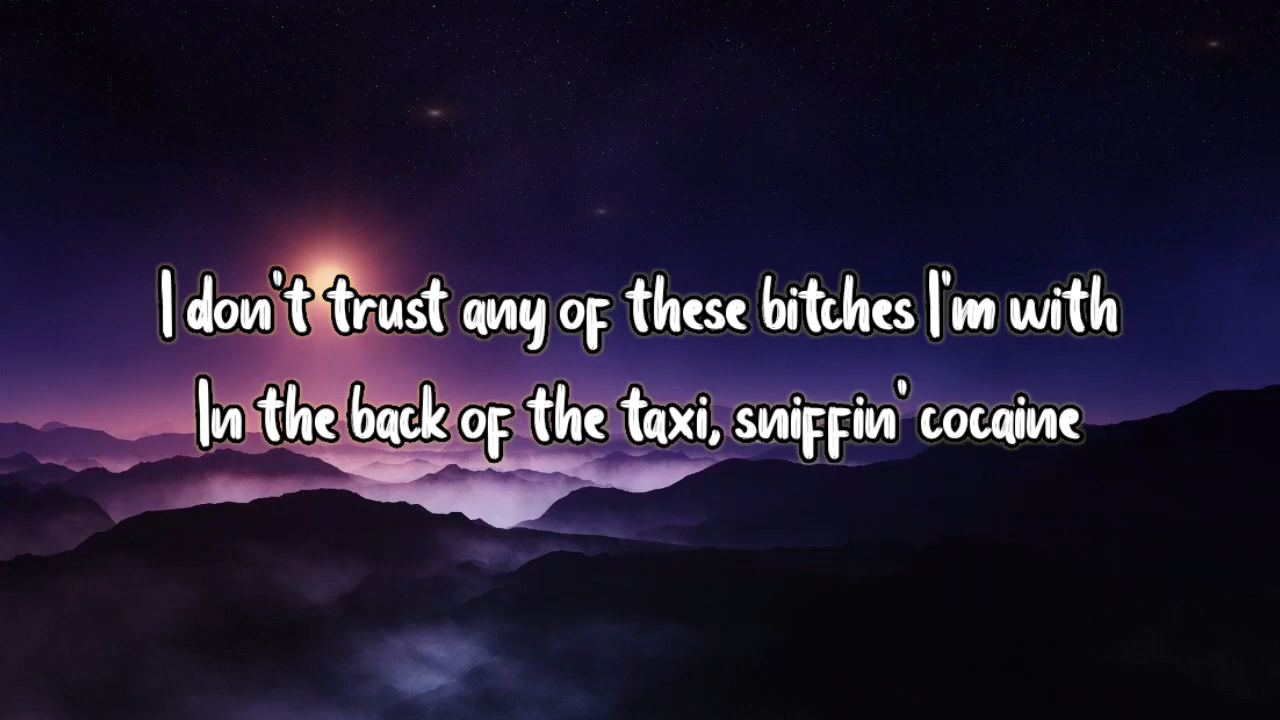 I don't trust any of these bitches I'm with
In the back of the taxi, sniffin' cocaine